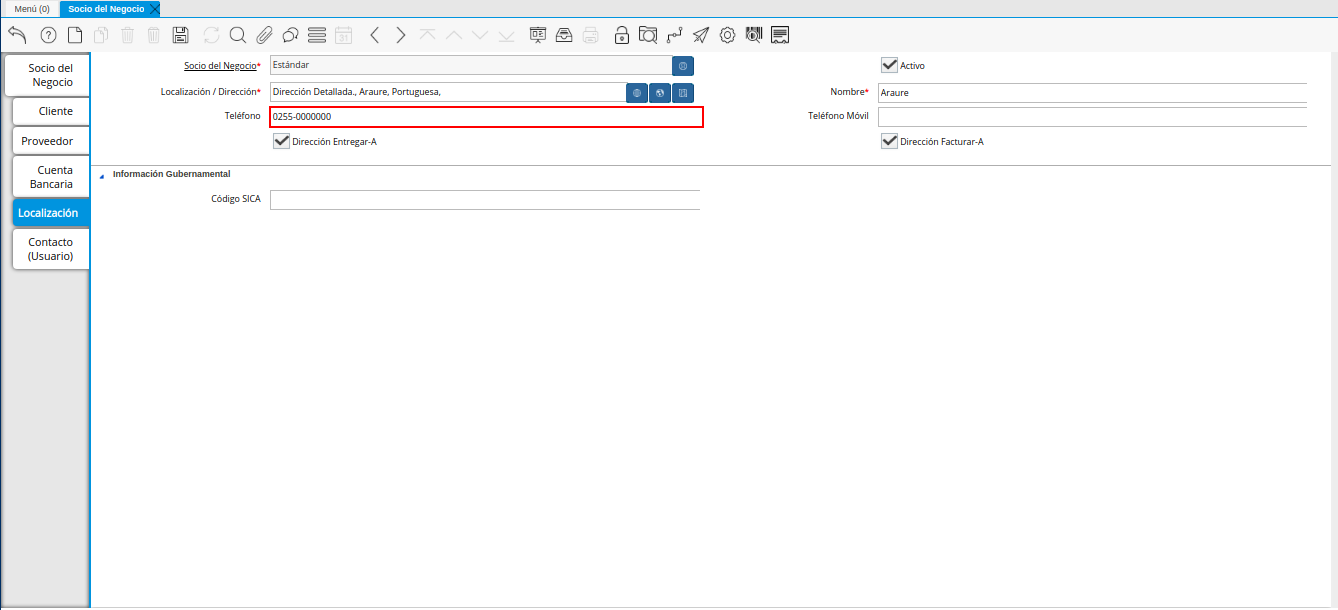 Menú (0)
Socio del Negocio
31
Socio del
Negocio
Cliente
Proveedor
Cuenta
Bancaria
Localización
Contacto
(Usuario)
Socio del Negocio* Estándar
Activo
Localización / Dirección* Dirección Detallada., Araure, Portuguesa,
Nombre* Araure
Teléfono 0255-0000000
Teléfono Móvil
Dirección Entregar-A
Dirección Facturar-A
Información Gubernamental
Código SICA